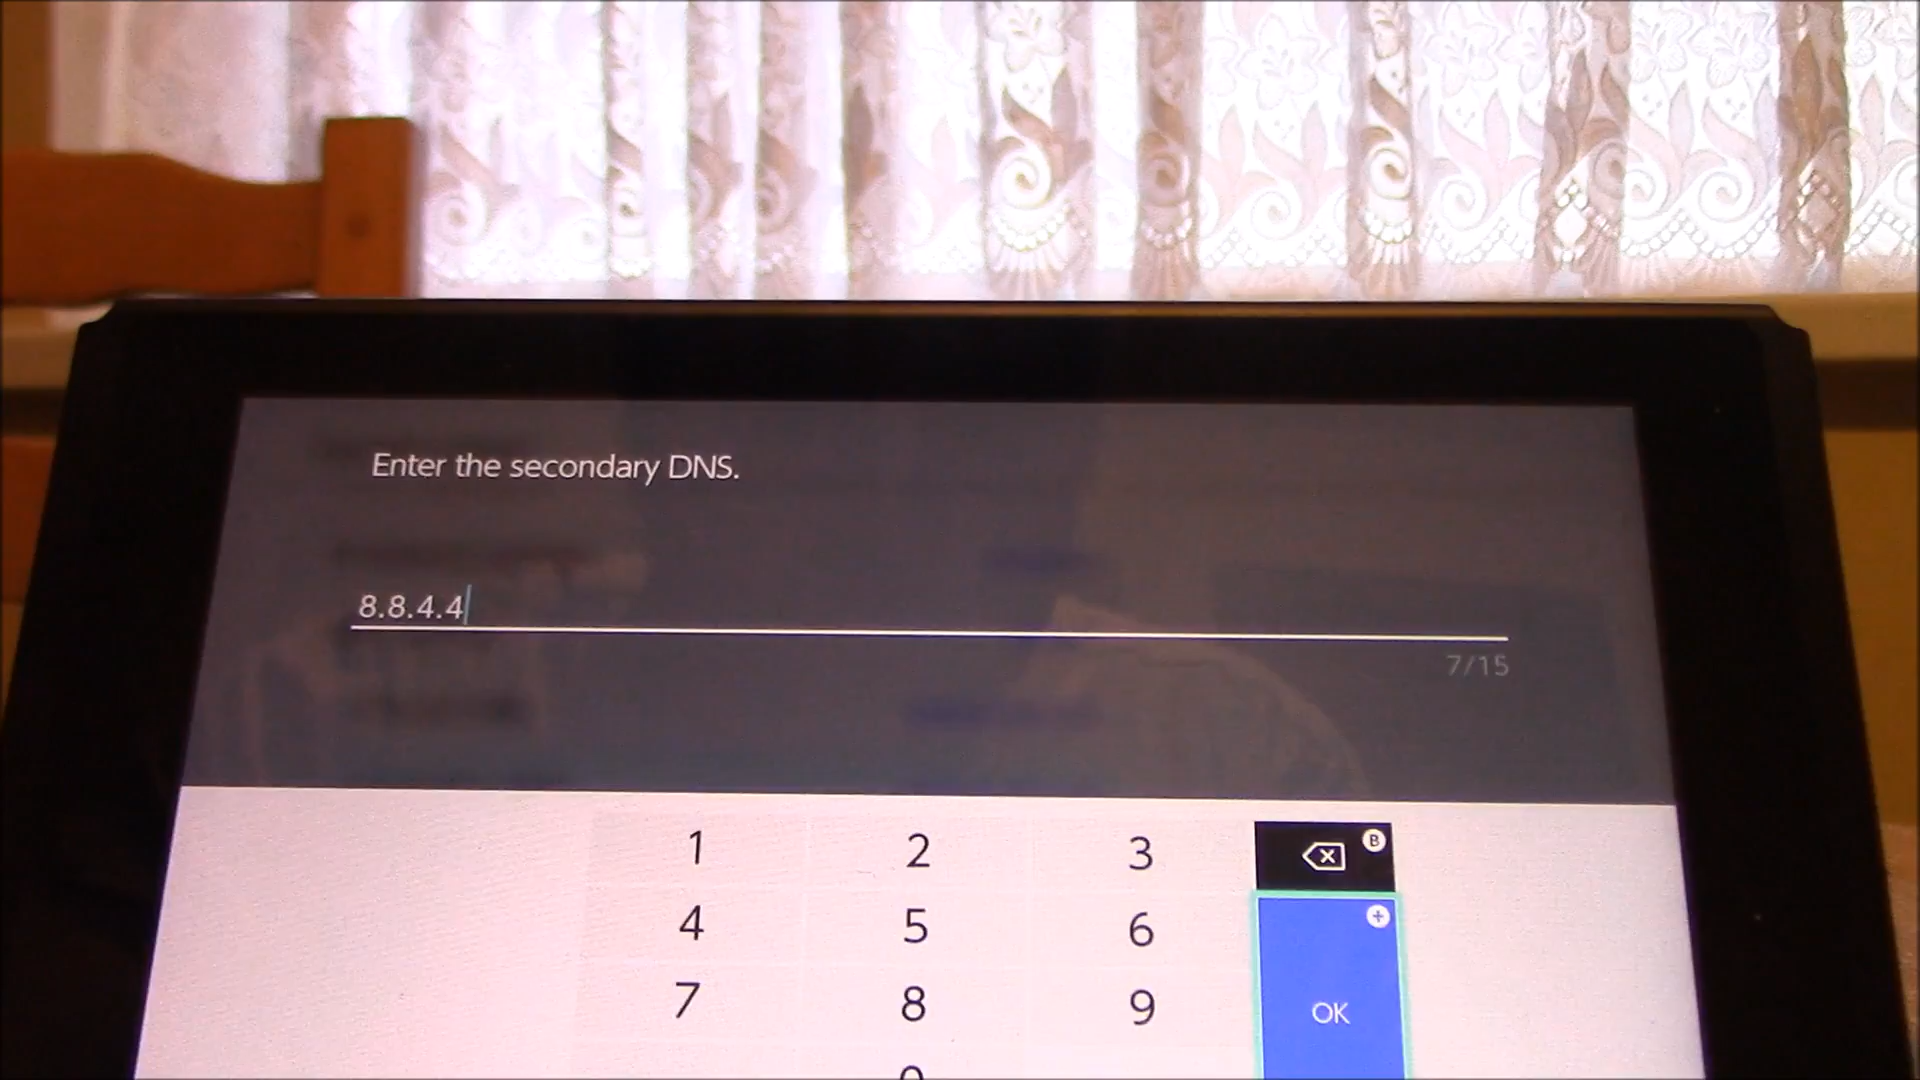 Enter the secondary DNS.
8.8.4.4
7/15
1 2 3 B
4 5 6 +
7 8 9 OK
0